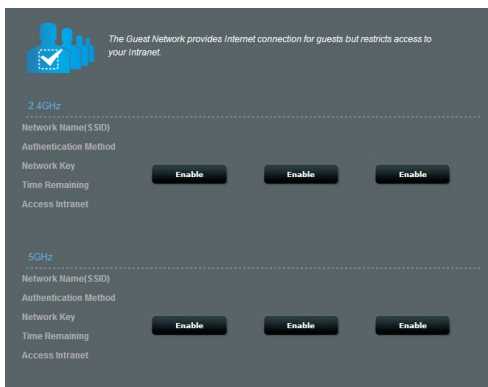 The Guest Network provides Internet connection for guests but restricts access to
your Intranet.
2.4GHz
Network Name(SSID)
Authentication Method
Network Key
Time Remaining
Access Intranet
Enable Enable Enable
5GHz
Network Name(SSID)
Authentication Method
Network Key
Time Remaining
Access Intranet
Enable Enable Enable